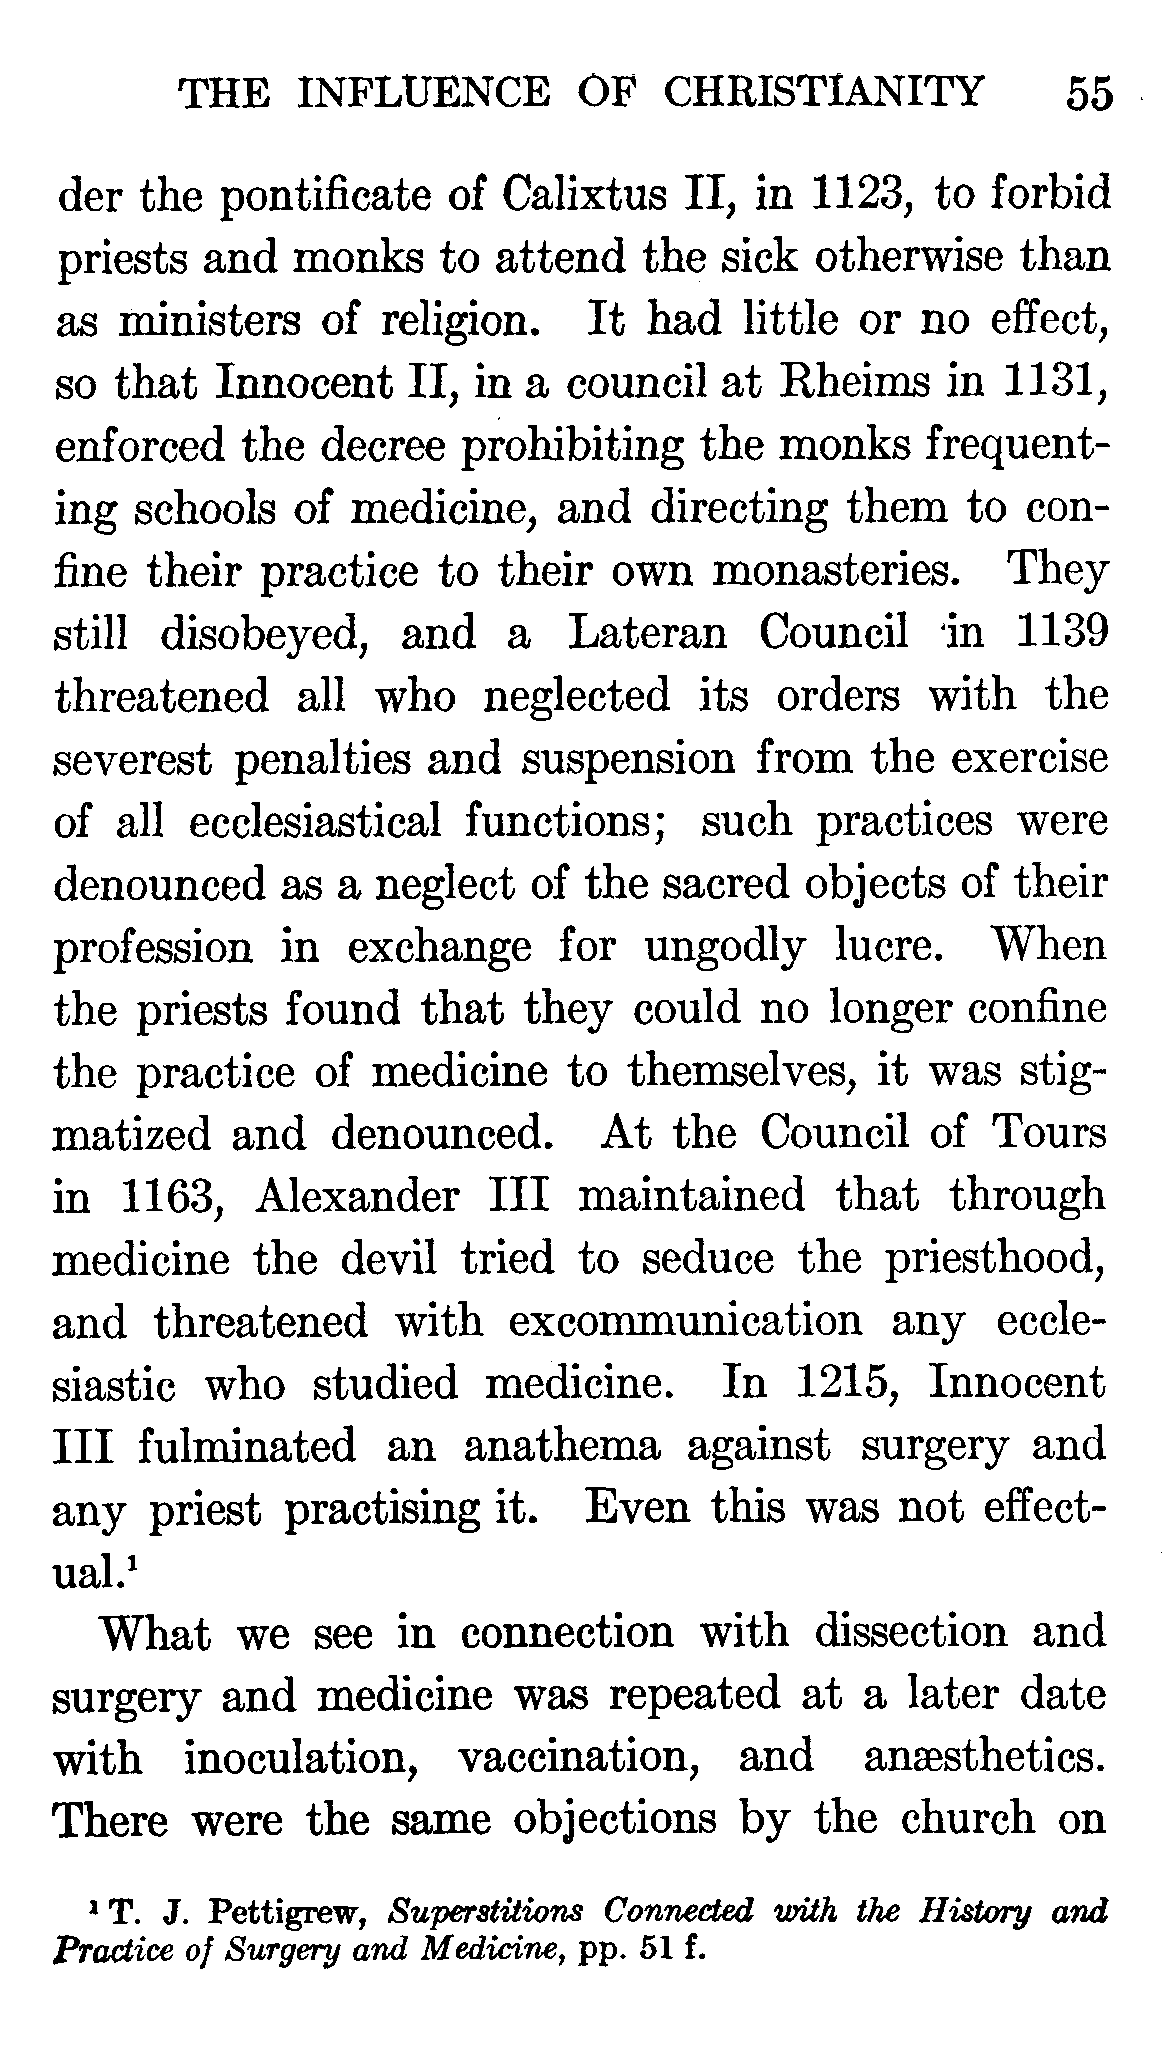 THE INFLUENCE OF CHRISTIANITY 55
der the pontificate of Calixtus II, in 1123, to forbid
priests and monks to attend the sick otherwise than
as ministers of religion. It had little or no effect,
so that Innocent II, in a council at Rheims in 1131,
enforced the decree prohibiting the monks frequent-
ing schools of medicine, and directing them to con-
fine their practice to their own monasteries. They
still disobeyed, and a Lateran Council in 1139
threatened all who neglected its orders with the
severest penalties and suspension from the exercise
of all ecclesiastical functions; such practices were
denounced as a neglect of the sacred objects of their
profession in exchange for ungodly lucre. When
the priests found that they could no longer confine
the practice of medicine to themselves, it was stig-
matized and denounced. At the Council of Tours
in 1163, Alexander III maintained that through
medicine the devil tried to seduce the priesthood,
and threatened with excommunication any eccle-
siastic who studied medicine. In 1215, Innocent
III fulminated an anathema against surgery and
any priest practising it. Even this was not effect-
ual.¹
What we see in connection with dissection and
surgery and medicine was repeated at a later date
with inoculation, vaccination, and anæsthetics.
There were the same objections by the church on
¹ T. J. Pettigrew, Superstitions Connected with the History and
Practice of Surgery and Medicine, pp. 51 f.